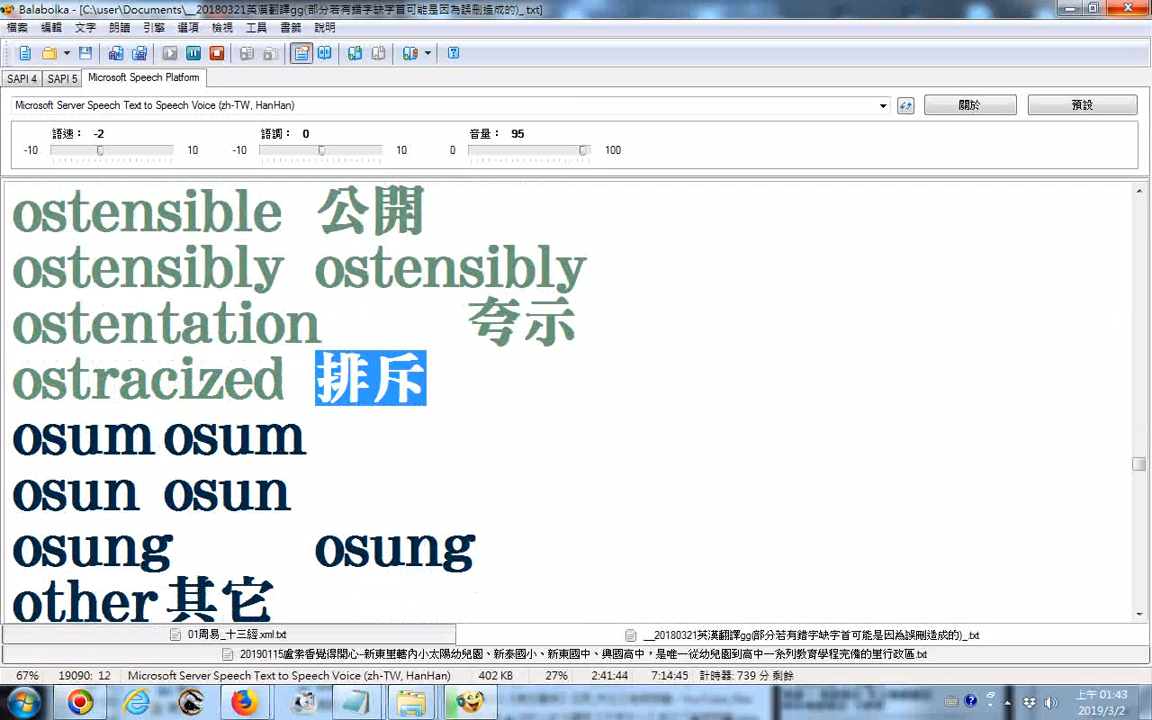 Balabolka - [C:\user\Documents\__20180321英漢翻譯gg(部分若有錯字缺字首可能是因為誤刪造成的)_.txt]
檔案 編輯 文字 朗讀 引擎 選項 檢視 工具 書籤 說明
SAPI 4 SAPI 5 Microsoft Speech Platform
Microsoft Server Speech Text to Speech Voice (zh-TW, HanHan) 關於 預設
語速： -2 語調： 0 音量： 95
-10 10 -10 10 0 100
ostensible 公開
ostensibly ostensibly
ostentation 夸示
ostracized 排斥
osum osum
osun osun
osung osung
other 其它
01周易_十三經.xml.txt __20180321英漢翻譯gg(部分若有錯字缺字首可能是因為誤刪造成的)_.txt
20190115盧素香覺得開心-新東里轄內小太陽幼兒園、新泰國小、新東國中、興國高中，是唯一從幼兒園到高中一系列教育學程完備的里行政區.txt
67% 19090: 12 Microsoft Server Speech Text to Speech Voice (zh-TW, HanHan) 402 KB 27% 2:41:44 7:14:45 計時器: 739 分 剩餘
上午 01:43
2019/3/2